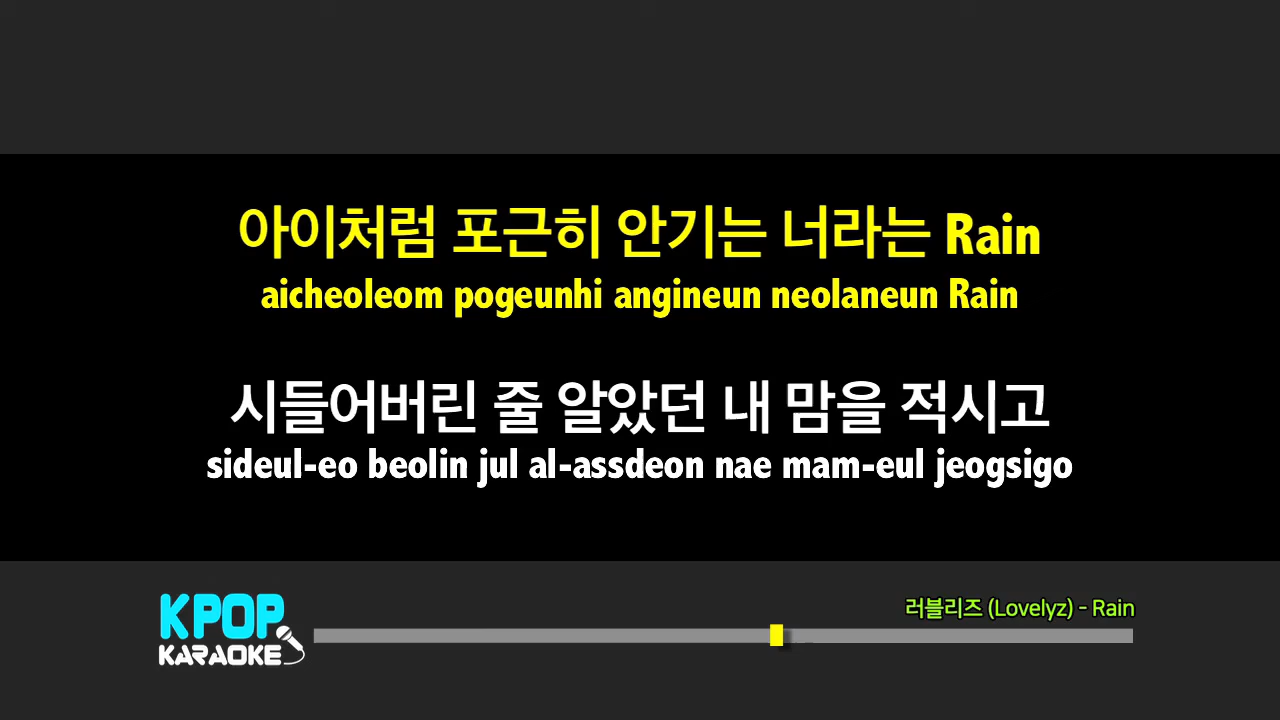 아이처럼 포근히 안기는 너라는 Rain
aicheoleom pogeunhi angineun neolaneun Rain
시들어버린 줄 알았던 내 맘을 적시고
sideul-eo beolin jul al-assdeon nae mam-eul jeogsigo
러블리즈 (Lovelyz) - Rain
KPOP
KARAOKE